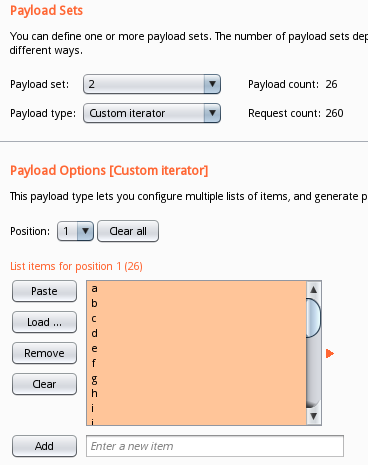 Payload Sets
You can define one or more payload sets. The number of payload sets dep
different ways.
Payload set: 2 Payload count: 26
Payload type: Custom iterator Request count: 260
Payload Options [Custom iterator]
This payload type lets you configure multiple lists of items, and generate p
Position: 1 Clear all
List items for position 1 (26)
Paste
Load ...
Remove
Clear
a
b
c
d
e
f
g
h
i
j
Add Enter a new item